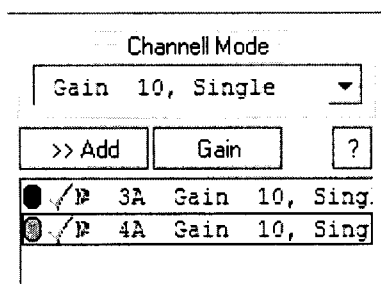 Channell Mode
Gain 10, Single
>> Add Gain ?
3A Gain 10, Sing
4A Gain 10, Sing